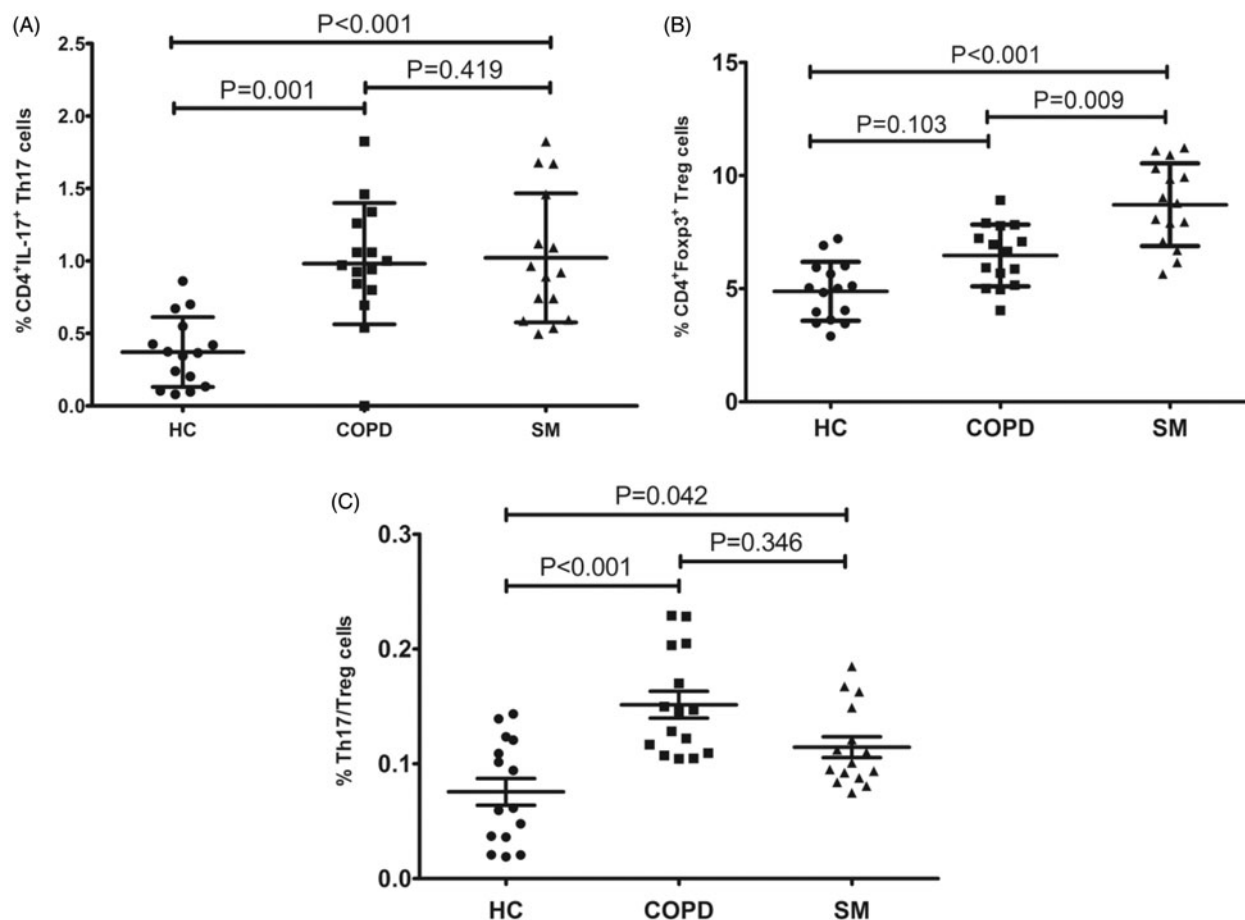 (A)
P<0.001
P=0.419
P=0.001
% CD4⁺IL-17⁺ Th17 cells
2.5
2.0
1.5
1.0
0.5
0.0
HC COPD SM
(B)
P<0.001
P=0.009
P=0.103
% CD4⁺Foxp3⁺ Treg cells
15
10
5
0
HC COPD SM
(C)
P=0.042
P=0.346
P<0.001
% Th17/Treg cells
0.3
0.2
0.1
0.0
HC COPD SM